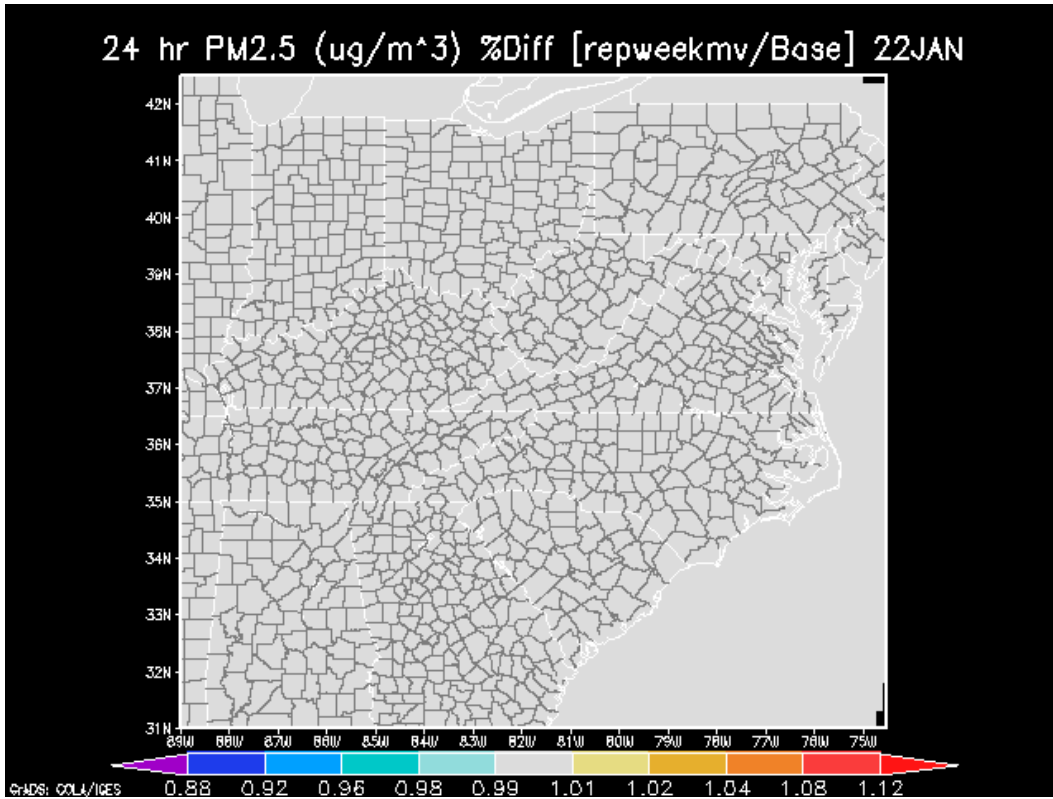 24 hr PM2.5 (ug/m^3) %Diff [repweekmv/Base] 22JAN
42N
41N
40N
39N
38N
37N
36N
35N
34N
33N
32N
31N
89W 88W 87W 86W 85W 84W 83W 82W 81W 80W 79W 78W 77W 76W 75W
0.88 0.92 0.96 0.98 0.99 1.01 1.02 1.04 1.08 1.12
GrADS: COLA/IGES